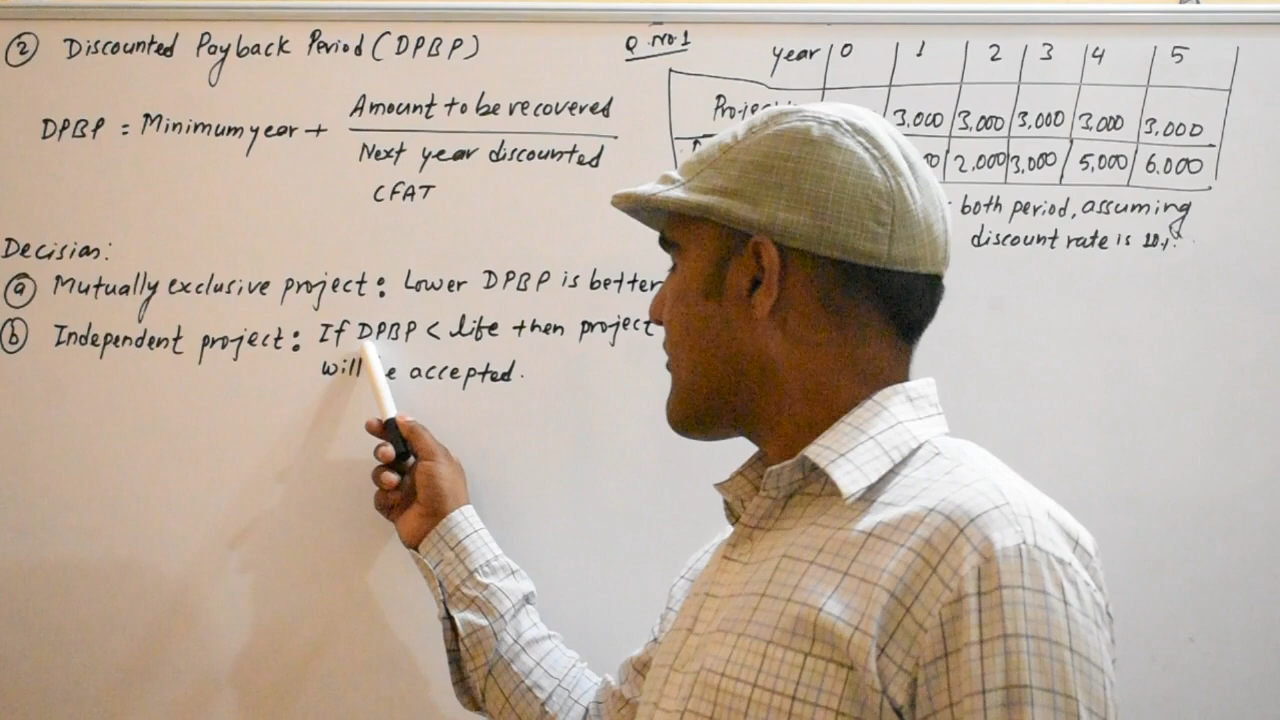 ② Discounted Payback Period (DPBP)
DPBP = Minimum year + Amount to be recovered
Next year discounted
CFAT
Decision:
ⓐ Mutually exclusive project: Lower DPBP is better
ⓑ Independent project: If DPBP < life then project
will be accepted.
Q. No. 1
year 0 1 2 3 4 5
3,000 3,000 3,000 3,000 3,000
2,000 3,000 5,000 6,000
both period, assuming
discount rate is 10%.